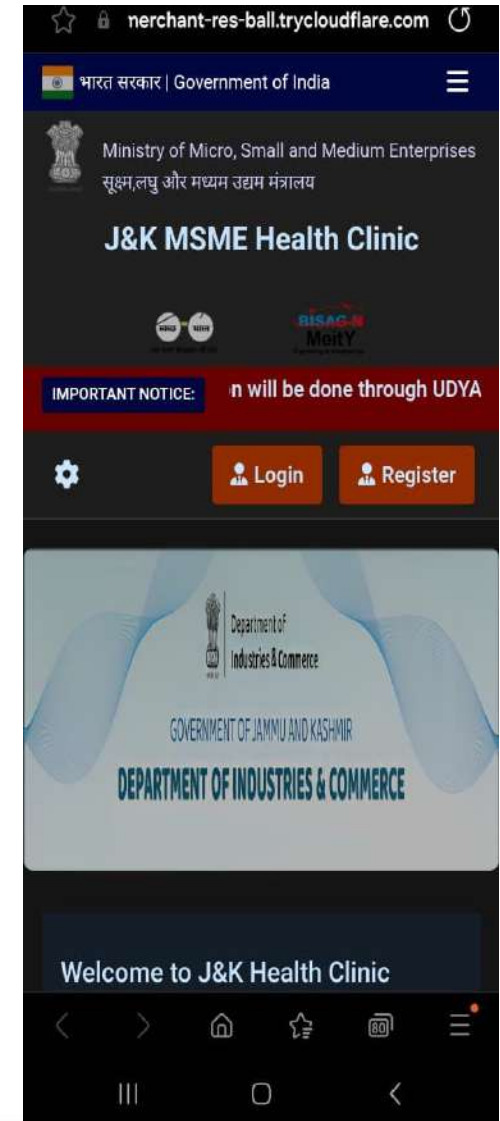 nerchant-res-ball.trycloudflare.com
भारत सरकार | Government of India
Ministry of Micro, Small and Medium Enterprises
सूक्ष्म,लघु और मध्यम उद्यम मंत्रालय
J&K MSME Health Clinic
BISAG-N
MeitY
IMPORTANT NOTICE:
n will be done through UDYA
Login
Register
Department of
Industries & Commerce
GOVERNMENT OF JAMMU AND KASHMIR
DEPARTMENT OF INDUSTRIES & COMMERCE
Welcome to J&K Health Clinic
80